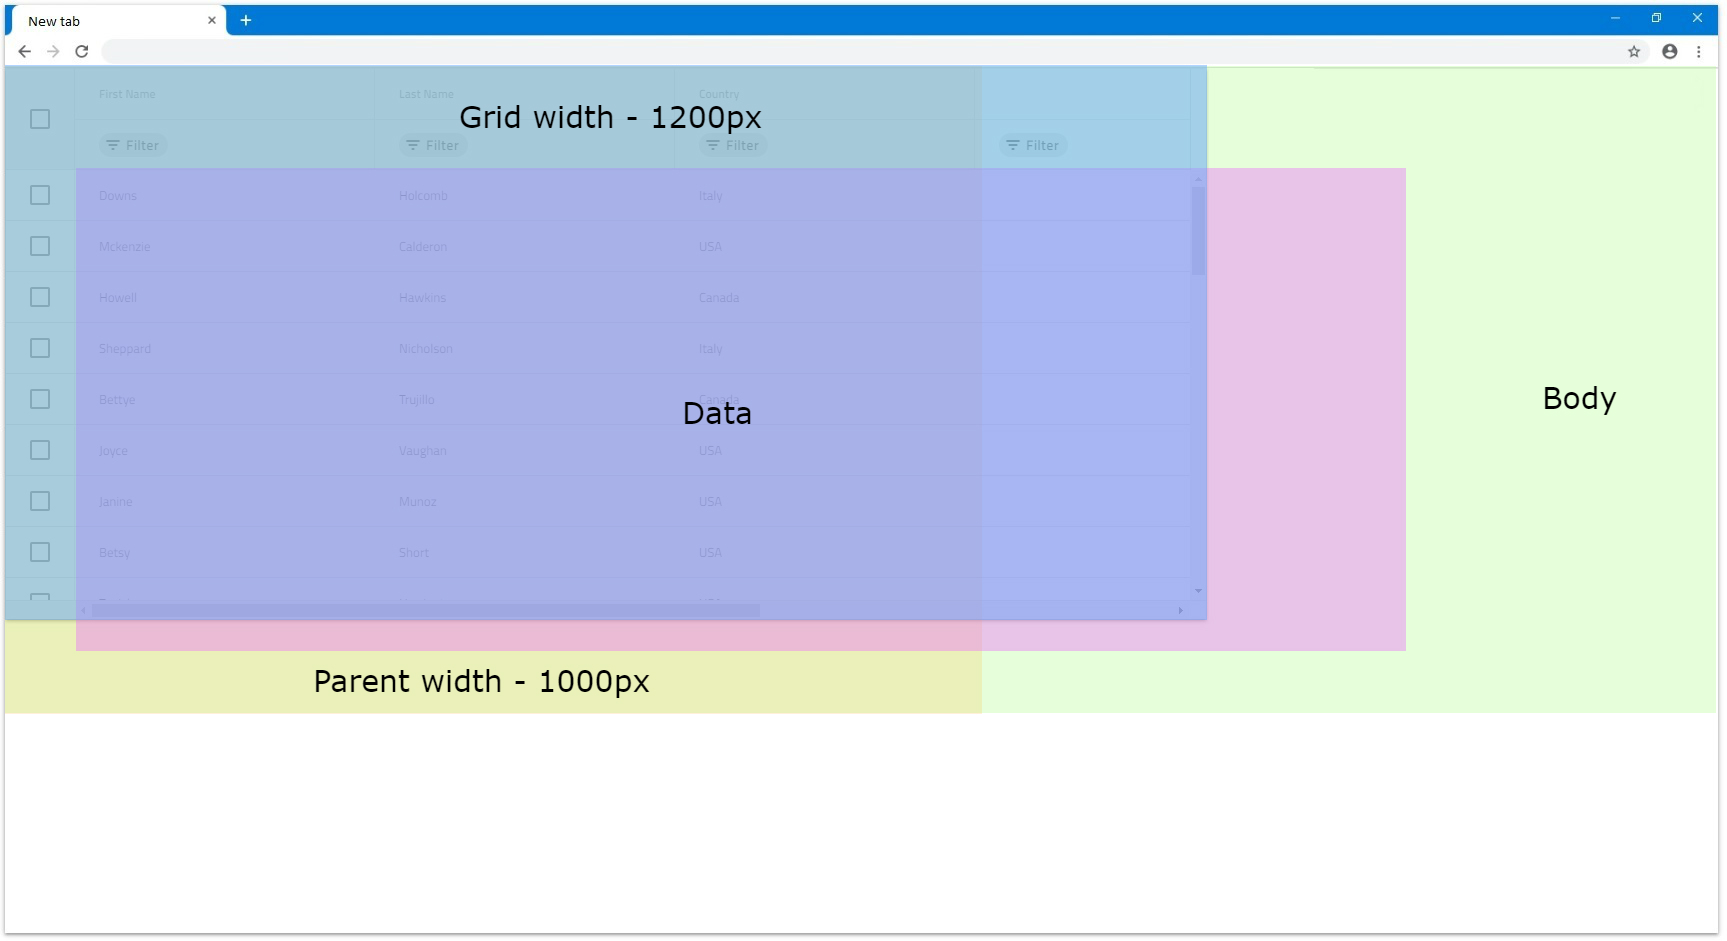 New tab
First Name Last Name Country
Grid width - 1200px
Filter Filter Filter Filter
Downs Holcomb Italy
Mckenzie Calderon USA
Howell Hawkins Canada
Sheppard Nicholson Italy
Bettye Trujillo Canada
Data
Body
Joyce Vaughan USA
Janine Munoz USA
Betsy Short USA
Parent width - 1000px